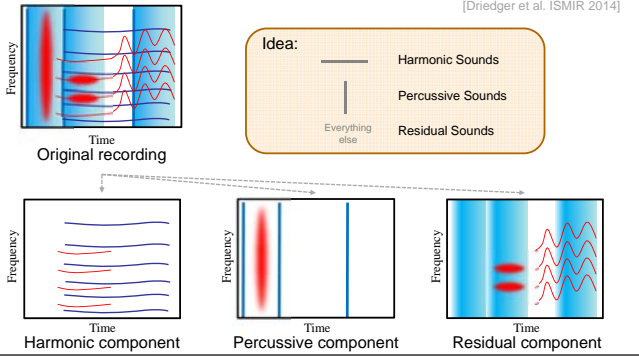 [Driedger et al. ISMIR 2014]
Frequency
Time
Original recording
Idea:
Harmonic Sounds
Percussive Sounds
Everything
else
Residual Sounds
Frequency
Time
Harmonic component
Frequency
Time
Percussive component
Frequency
Time
Residual component